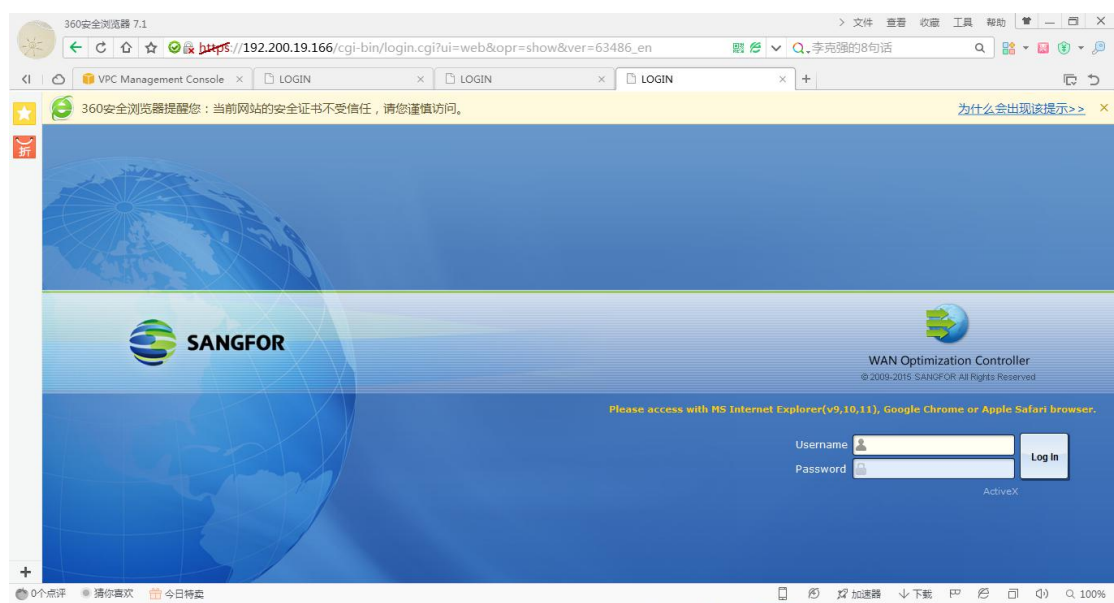 360安全浏览器 7.1
文件 查看 收藏 工具 帮助
https://192.200.19.166/cgi-bin/login.cgi?ui=web&opr=show&ver=63486_en
李克强的8句话
VPC Management Console
LOGIN
LOGIN
LOGIN
360安全浏览器提醒您：当前网站的安全证书不受信任，请您谨慎访问。
为什么会出现该提示>>
折
SANGFOR
WAN Optimization Controller
© 2009-2015 SANGFOR All Rights Reserved
Please access with MS Internet Explorer(v9,10,11), Google Chrome or Apple Safari browser.
Username
Log In
Password
ActiveX
0个点评 猜你喜欢 今日特卖
加速器 下载 100%